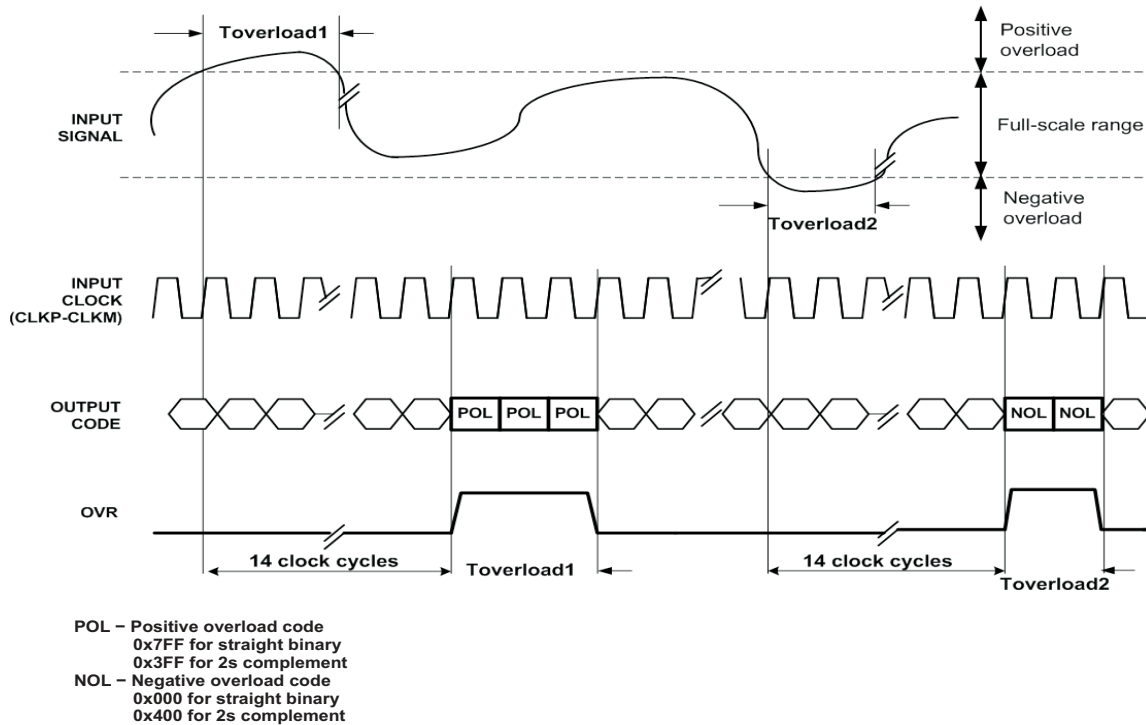 Toverload1
Positive
overload
INPUT
SIGNAL
Full-scale range
Negative
overload
Toverload2
INPUT
CLOCK
(CLKP-CLKM)
OUTPUT
CODE
POL POL POL
NOL NOL
OVR
14 clock cycles
Toverload1
14 clock cycles
Toverload2
POL − Positive overload code
0x7FF for straight binary
0x3FF for 2s complement
NOL − Negative overload code
0x000 for straight binary
0x400 for 2s complement